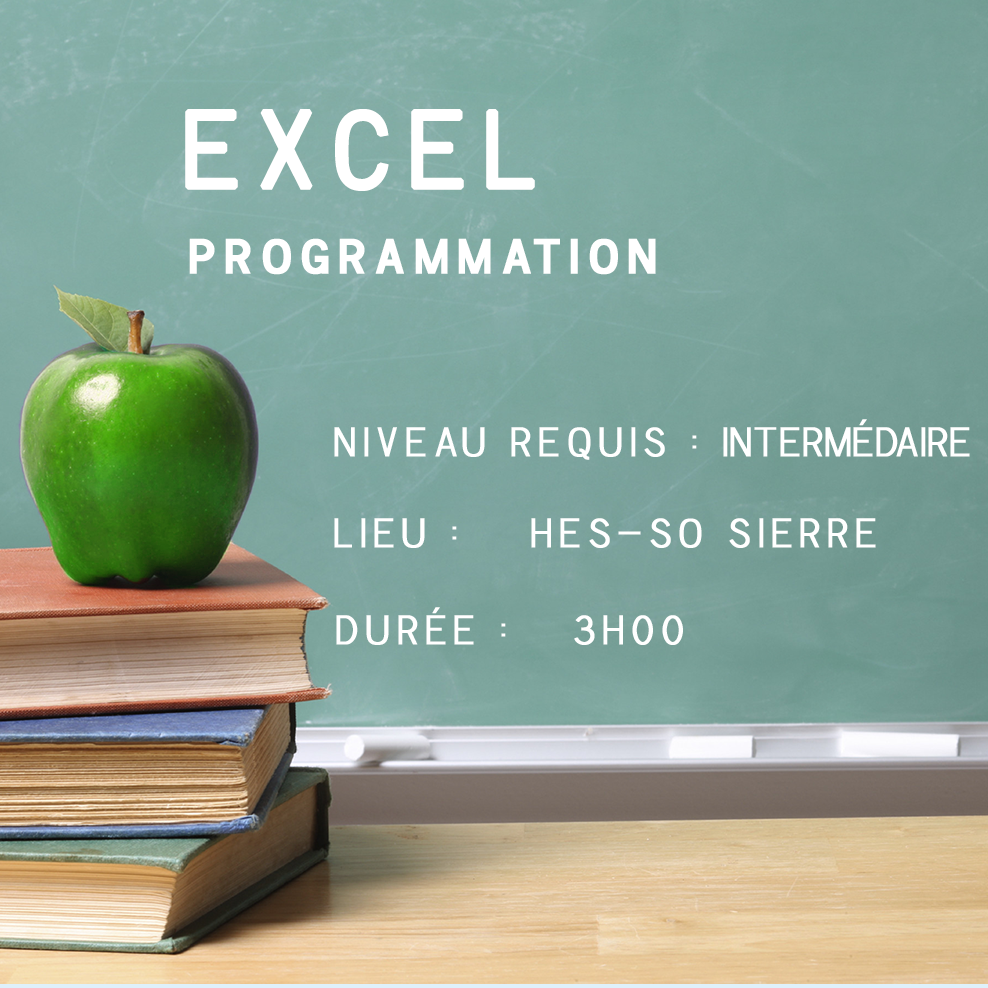 EXCEL
PROGRAMMATION
NIVEAU REQUIS : INTERMÉDAIRE
LIEU : HES-SO SIERRE
DURÉE : 3H00